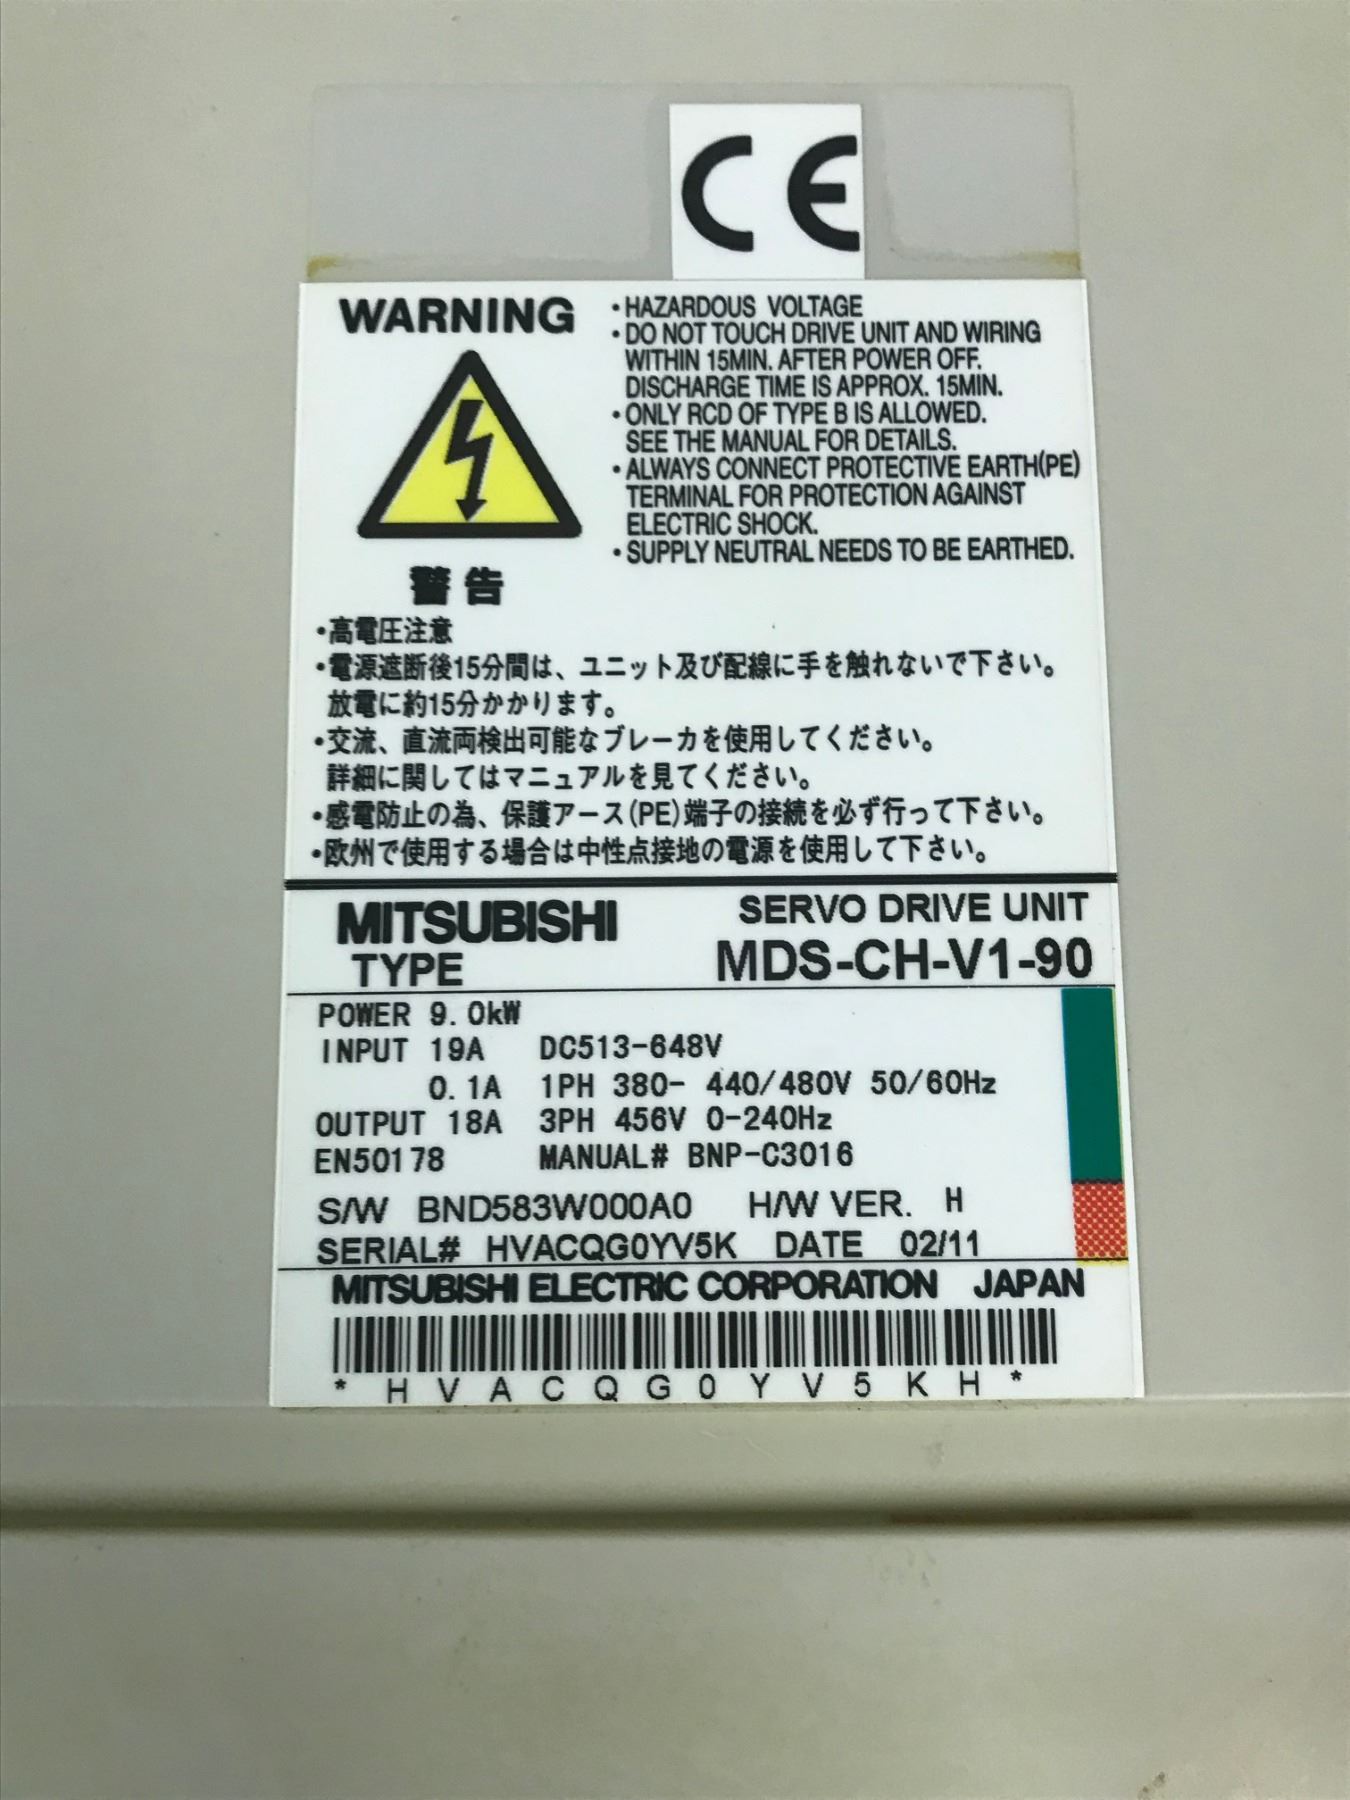 CE
WARNING
・HAZARDOUS VOLTAGE
・DO NOT TOUCH DRIVE UNIT AND WIRING
WITHIN 15MIN. AFTER POWER OFF.
DISCHARGE TIME IS APPROX. 15MIN.
・ONLY RCD OF TYPE B IS ALLOWED.
SEE THE MANUAL FOR DETAILS.
・ALWAYS CONNECT PROTECTIVE EARTH(PE)
TERMINAL FOR PROTECTION AGAINST
ELECTRIC SHOCK.
・SUPPLY NEUTRAL NEEDS TO BE EARTHED.
警告
・高電圧注意
・電源遮断後15分間は、ユニット及び配線に手を触れないで下さい。
放電に約15分かかります。
・交流、直流両検出可能なブレーカを使用してください。
詳細に関してはマニュアルを見てください。
・感電防止の為、保護アース(PE)端子の接続を必ず行って下さい。
・欧州で使用する場合は中性点接地の電源を使用して下さい。
MITSUBISHI SERVO DRIVE UNIT
TYPE MDS-CH-V1-90
POWER 9.0kW
INPUT 19A DC513-648V
0.1A 1PH 380- 440/480V 50/60Hz
OUTPUT 18A 3PH 456V 0-240Hz
EN50178 MANUAL# BNP-C3016
S/W BND583W000A0 H/W VER. H
SERIAL# HVACQG0YV5K DATE 02/11
MITSUBISHI ELECTRIC CORPORATION JAPAN
* H V A C Q G 0 Y V 5 K H *